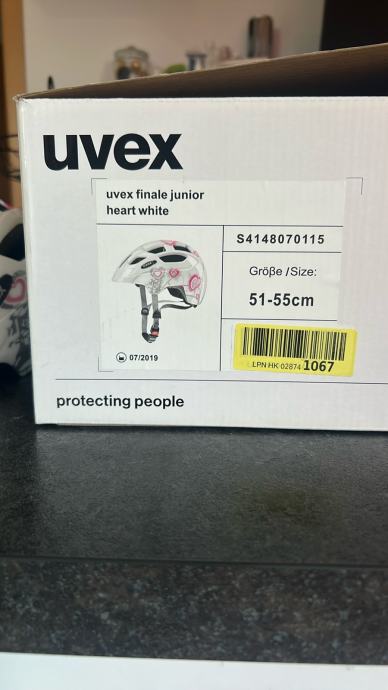 uvex
uvex finale junior
heart white
S4148070115
Größe /Size:
51-55cm
LPN HK 02874 1067
07/2019
protecting people